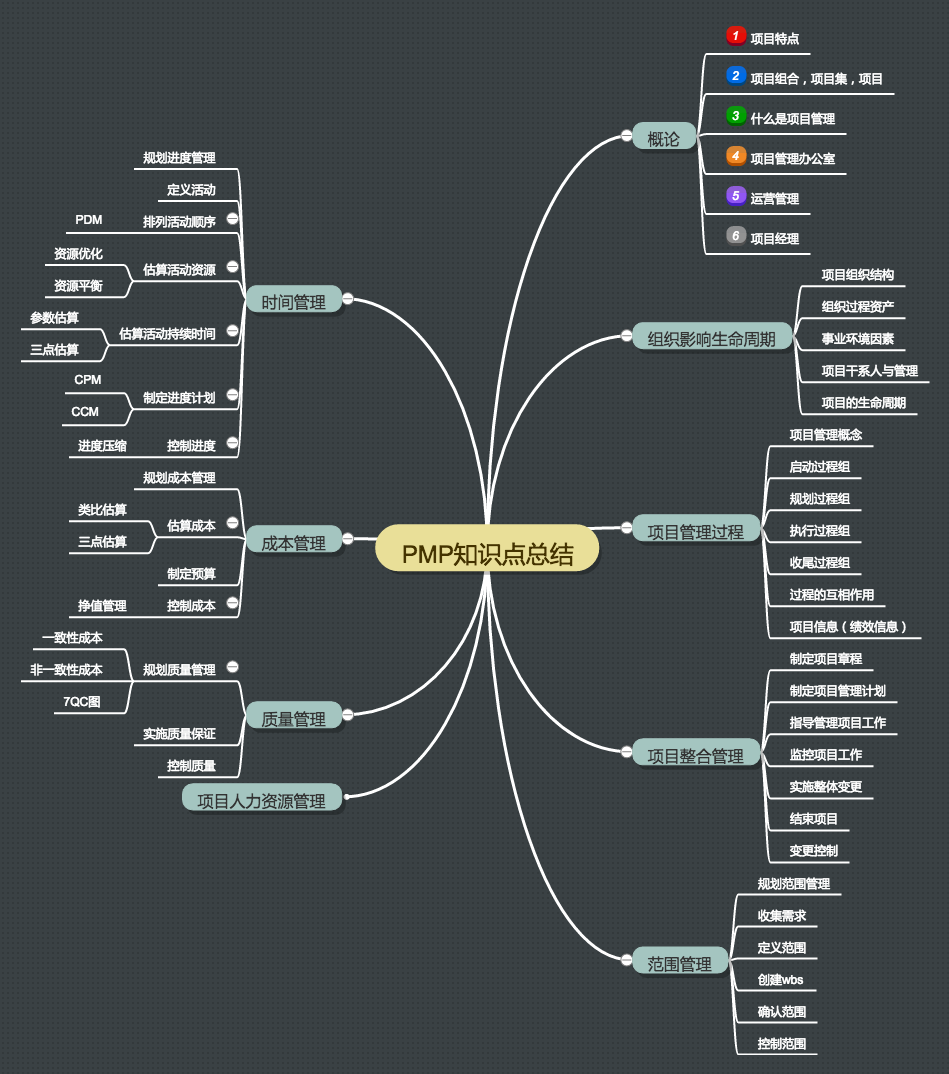 PMP知识点总结
概论
1 项目特点
2 项目组合，项目集，项目
3 什么是项目管理
4 项目管理办公室
5 运营管理
6 项目经理
组织影响生命周期
项目组织结构
组织过程资产
事业环境因素
项目干系人与管理
项目的生命周期
项目管理过程
项目管理概念
启动过程组
规划过程组
执行过程组
收尾过程组
过程的互相作用
项目信息（绩效信息）
项目整合管理
制定项目章程
制定项目管理计划
指导管理项目工作
监控项目工作
实施整体变更
结束项目
变更控制
范围管理
规划范围管理
收集需求
定义范围
创建wbs
确认范围
控制范围
时间管理
规划进度管理
定义活动
排列活动顺序
PDM
估算活动资源
资源优化
资源平衡
估算活动持续时间
参数估算
三点估算
制定进度计划
CPM
CCM
控制进度
进度压缩
成本管理
规划成本管理
估算成本
类比估算
三点估算
制定预算
控制成本
挣值管理
质量管理
规划质量管理
一致性成本
非一致性成本
7QC图
实施质量保证
控制质量
项目人力资源管理